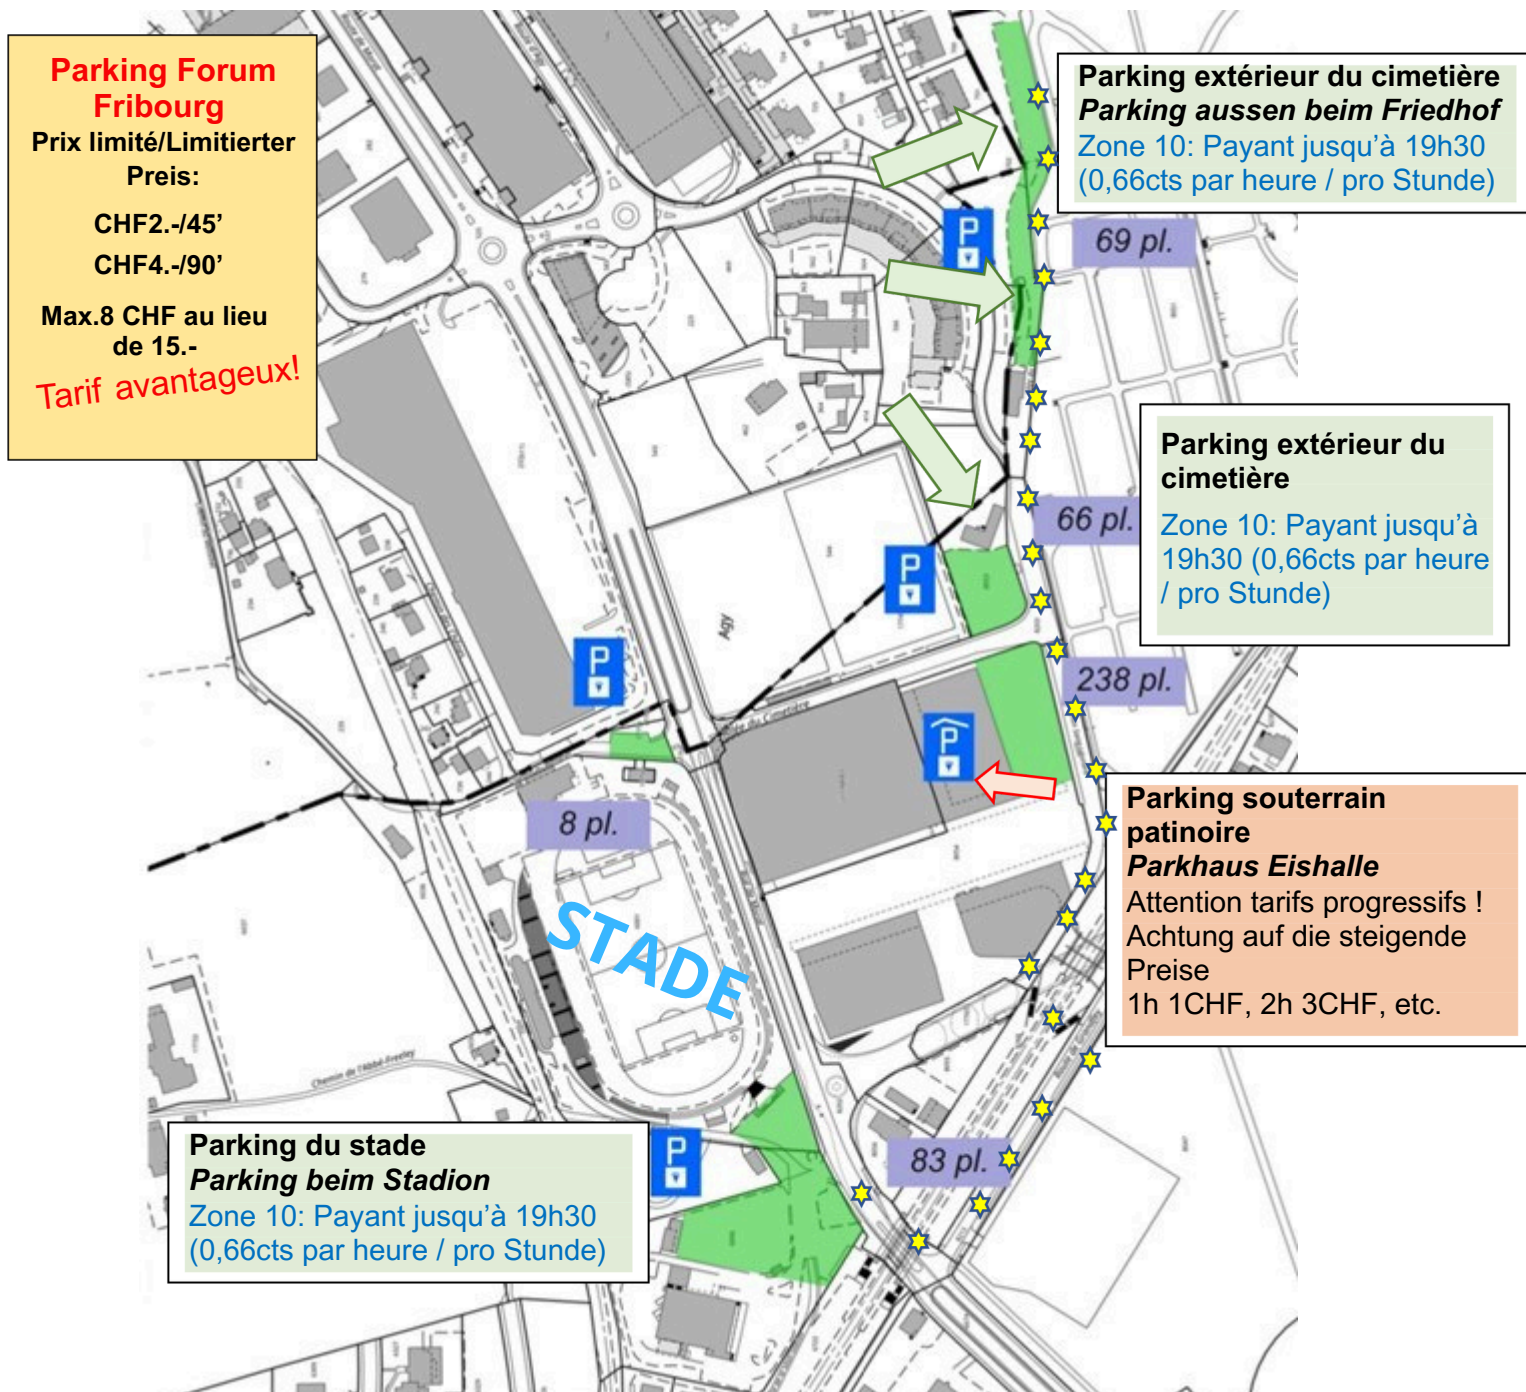 Parking Forum
Fribourg
Prix limité/Limitierter
Preis:
CHF2.-/45’
CHF4.-/90’
Max.8 CHF au lieu
de 15.-
Tarif avantageux!
Parking extérieur du cimetière
Parking aussen beim Friedhof
Zone 10: Payant jusqu’à 19h30
(0,66cts par heure / pro Stunde)
P
69 pl.
Parking extérieur du
cimetière
Zone 10: Payant jusqu’à
19h30 (0,66cts par heure
/ pro Stunde)
66 pl.
P
Agy
P
238 pl.
P
8 pl.
Parking souterrain
patinoire
Parkhaus Eishalle
Attention tarifs progressifs !
Achtung auf die steigende
Preise
1h 1CHF, 2h 3CHF, etc.
STADE
Chemin de l'Abbé-Freeley
Parking du stade
Parking beim Stadion
Zone 10: Payant jusqu’à 19h30
(0,66cts par heure / pro Stunde)
P
83 pl.